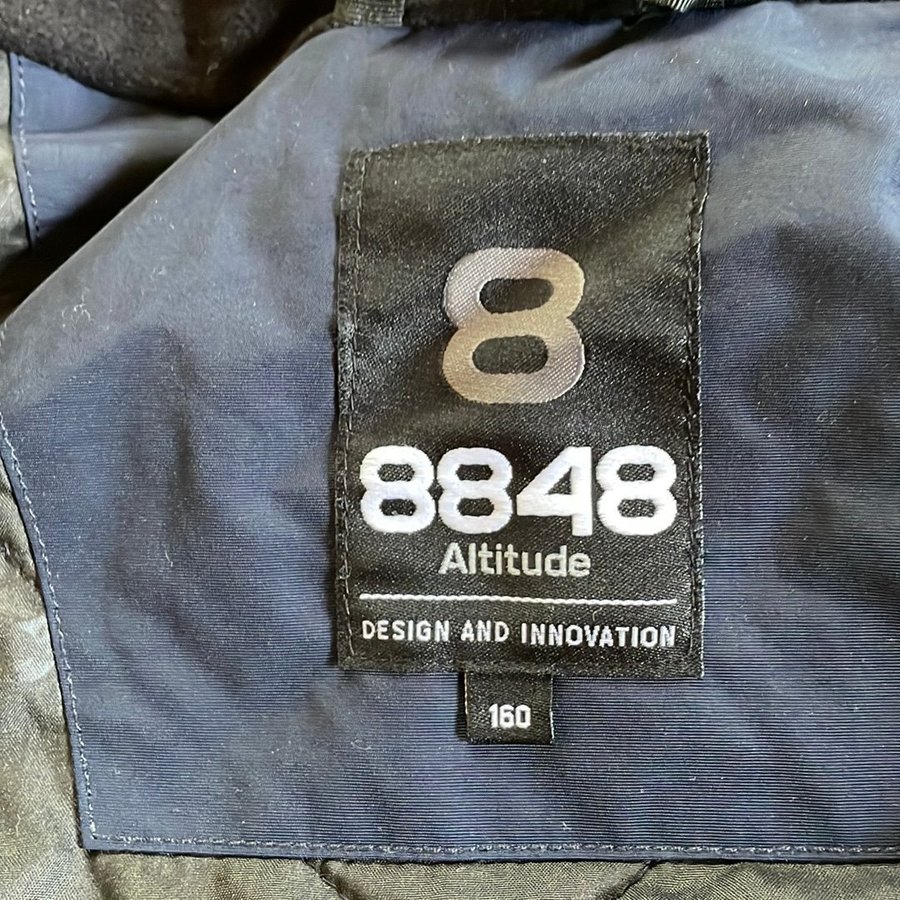 8
8848
Altitude
DESIGN AND INNOVATION
160